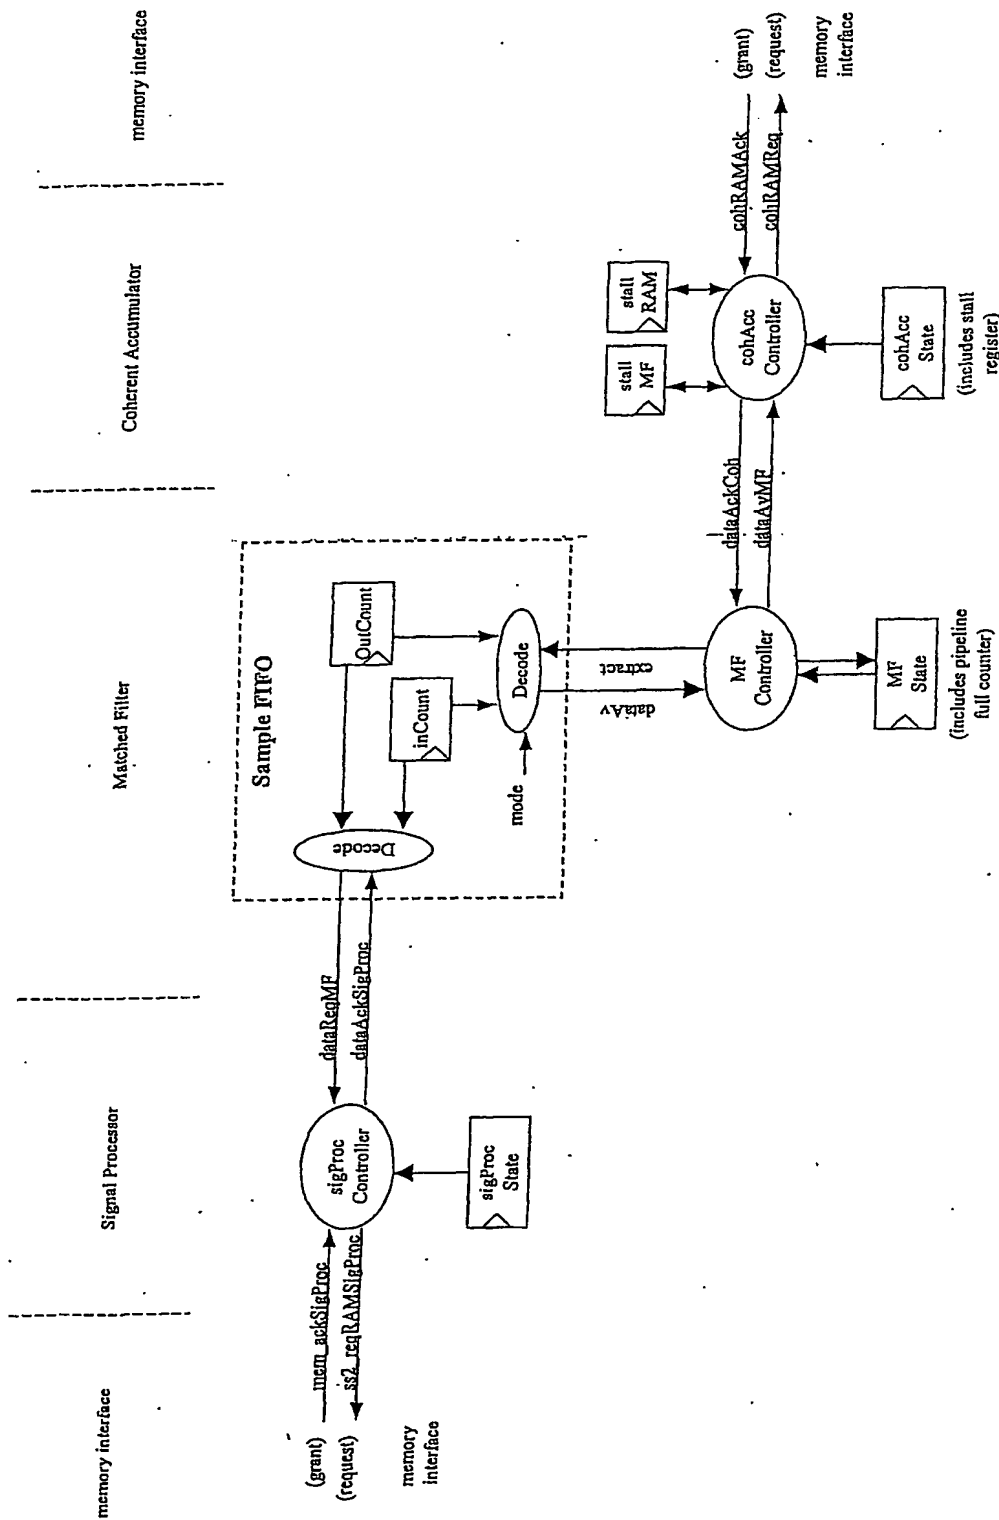 memory interface
Signal Processor
Matched Filter
Coherent Accumulator
memory interface
(grant)
mem_ackSigProc
(request)
ss2_reqRAMSigProc
memory
interface
sigProc
Controller
sigProc
State
dataReqMF
dataAckSigProc
Sample FIFO
Decode
inCount
OutCount
mode
Decode
dataAv
extract
MF
Controller
MF
State
(includes pipeline
full counter)
dataAckCoh
dataAvMF
stall
MF
stall
RAM
cohAcc
Controller
cohAcc
State
(includes stall
register)
cohRAMAck
(grant)
cohRAMReq
(request)
memory
interface